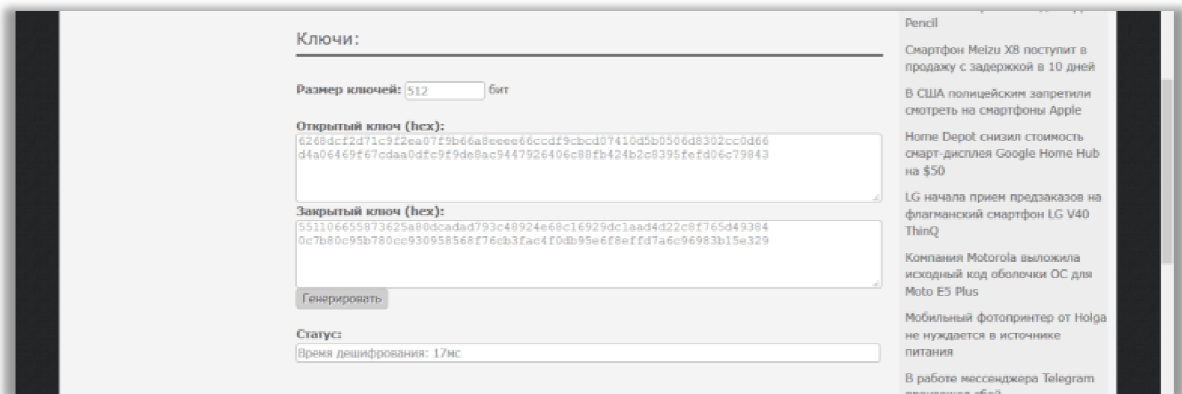 Ключи:
Размер ключей: 512 бит
Открытый ключ (hex):
6268dcf2d71c9f2ea07f9b66a8eeee66ccdf9cbcd07410d5b0506d8302cc0d66
d4a06469f67cdaa0dfc9f9de8ac9447926406c88fb424b2c8395fefd06c79843
Закрытый ключ (hex):
551106655873625a80dcadad793c48924e68c16929dc1aad4d22c8f765d49384
0c7b80c95b780cc930958568f76cb3fac4f0db95e6f8effd7a6c96983b15e329
Генерировать
Статус:
Время дешифрования: 17мс
Pencil
Смартфон Meizu X8 поступит в
продажу с задержкой в 10 дней
В США полицейским запретили
смотреть на смартфоны Apple
Home Depot снизил стоимость
смарт-дисплея Google Home Hub
на $50
LG начала прием предзаказов на
флагманский смартфон LG V40
ThinQ
Компания Motorola выложила
исходный код оболочки ОС для
Moto E5 Plus
Мобильный фотопринтер от Holga
не нуждается в источнике
питания
В работе мессенджера Telegram